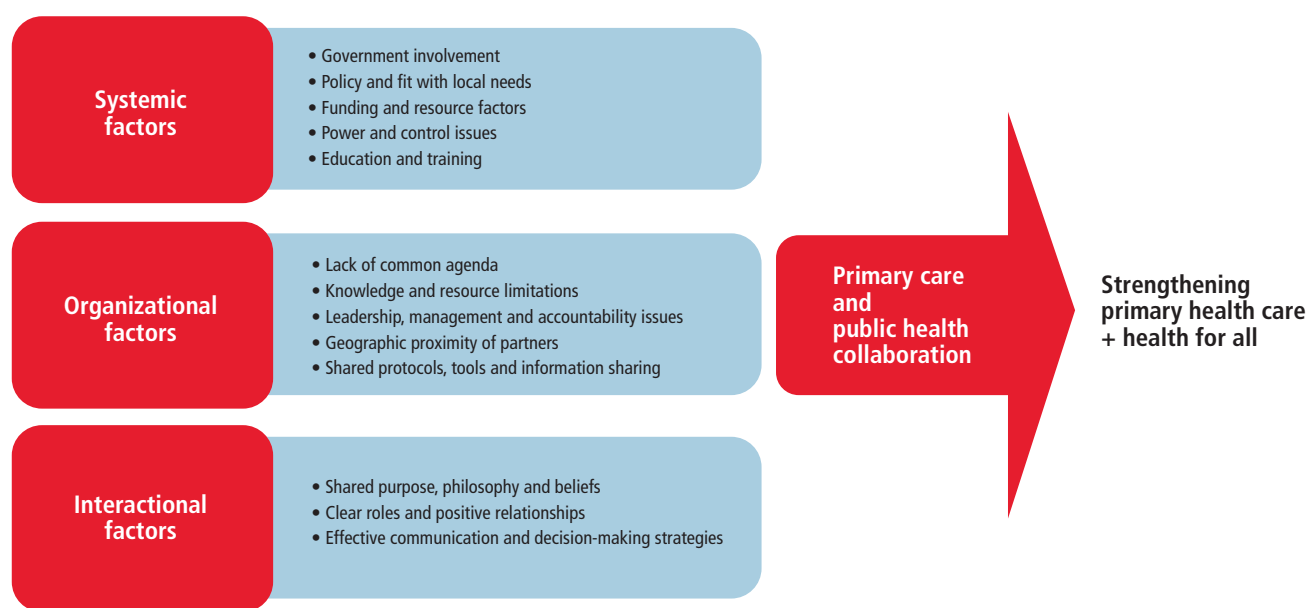 Systemic
factors
• Government involvement
• Policy and fit with local needs
• Funding and resource factors
• Power and control issues
• Education and training
Organizational
factors
• Lack of common agenda
• Knowledge and resource limitations
• Leadership, management and accountability issues
• Geographic proximity of partners
• Shared protocols, tools and information sharing
Interactional
factors
• Shared purpose, philosophy and beliefs
• Clear roles and positive relationships
• Effective communication and decision-making strategies
Primary care
and
public health
collaboration
Strengthening
primary health care
+ health for all